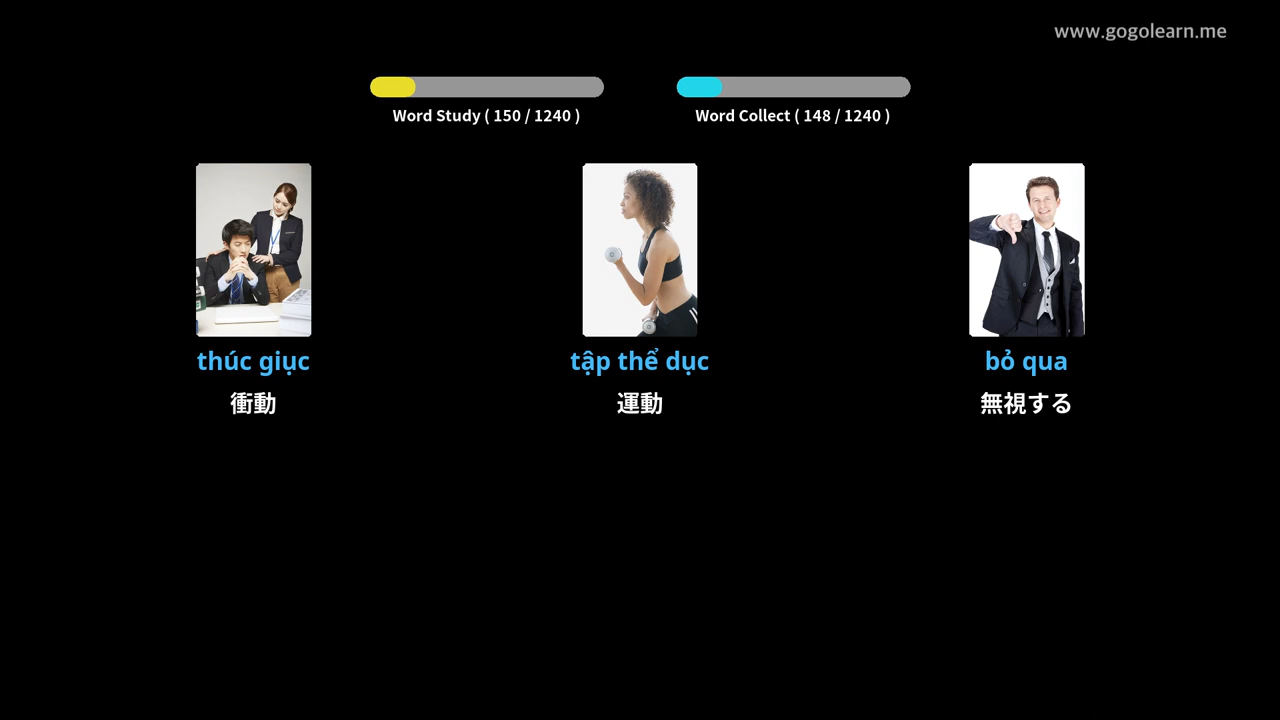 www.gogolearn.me
Word Study ( 150 / 1240 )
Word Collect ( 148 / 1240 )
thúc giục
衝動
tập thể dục
運動
bỏ qua
無視する